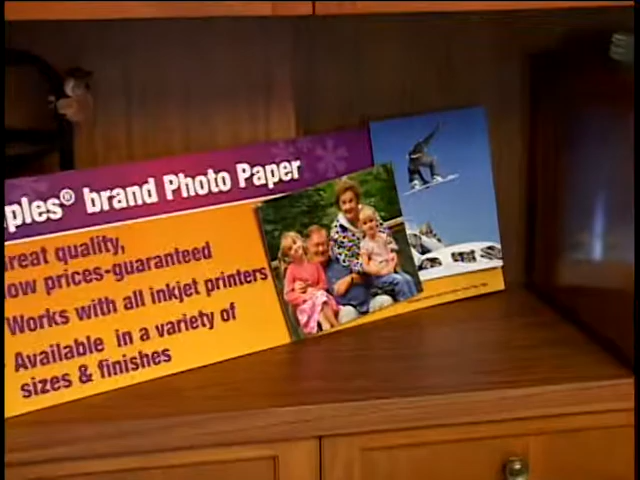 ples® brand Photo Paper
reat quality,
ow prices-guaranteed
Works with all inkjet printers
Available in a variety of
sizes & finishes